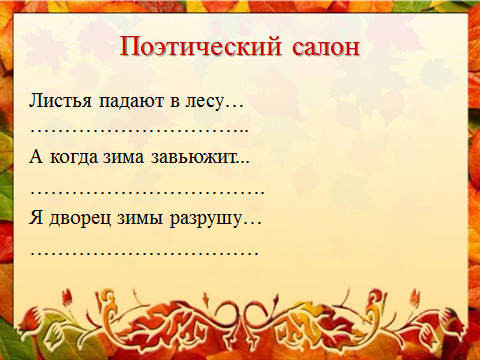 Поэтический салон
Листья падают в лесу…
…………………………..
А когда зима завьюжит...
…………………………….
Я дворец зимы разрушу…
……………………………